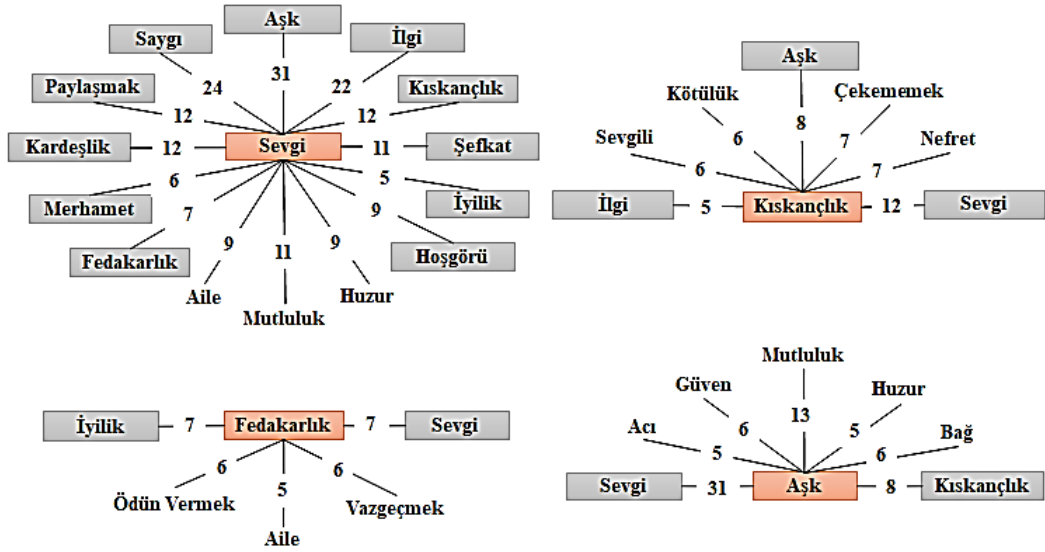 Aşk
Saygı
İlgi
Paylaşmak
Kıskançlık
24
31
22
12
12
Kardeşlik
12
Sevgi
11
Şefkat
6
5
Merhamet
7
9
İyilik
Fedakarlık
9
11
9
Hoşgörü
Aile
Huzur
Mutluluk
Aşk
Kötülük
Çekememek
Sevgili
6
8
7
Nefret
6
7
İlgi
5
Kıskançlık
12
Sevgi
İyilik
7
Fedakarlık
7
Sevgi
6
5
6
Ödün Vermek
Vazgeçmek
Aile
Mutluluk
Güven
Huzur
Acı
6
13
5
Bağ
5
6
Sevgi
31
Aşk
8
Kıskançlık